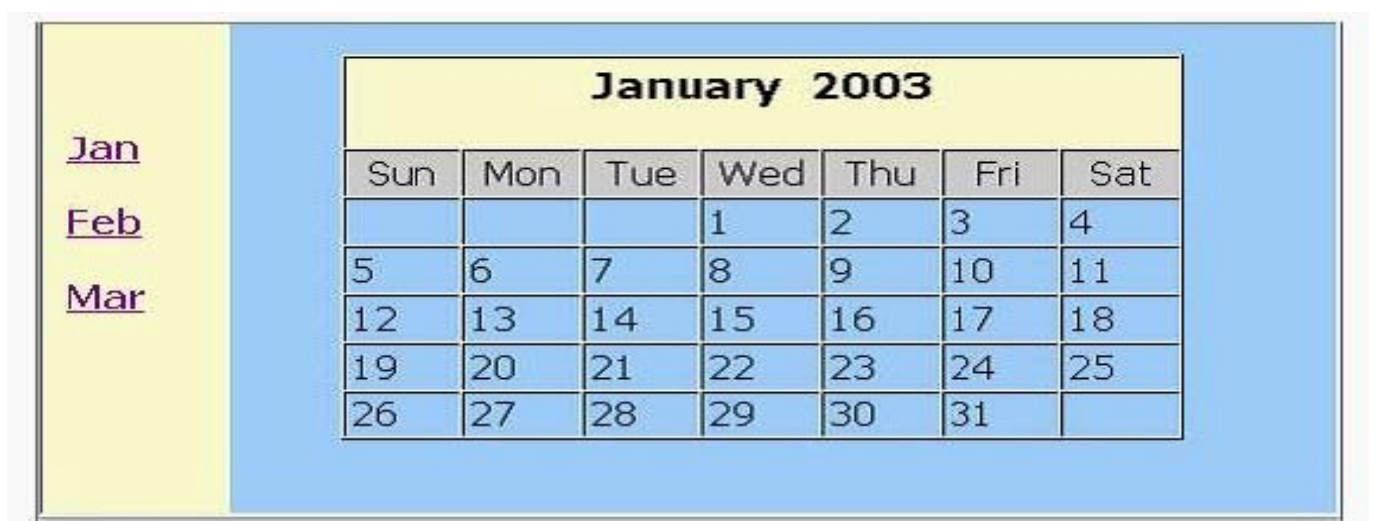 Jan
Feb
Mar
January 2003
Sun Mon Tue Wed Thu Fri Sat
1 2 3 4
5 6 7 8 9 10 11
12 13 14 15 16 17 18
19 20 21 22 23 24 25
26 27 28 29 30 31